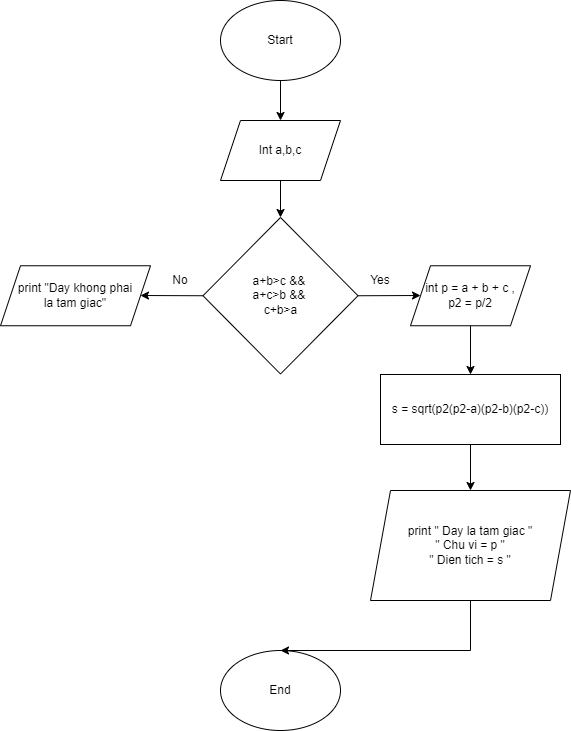 Start
Int a,b,c
a+b>c &&
a+c>b &&
c+b>a
No
Yes
print "Day khong phai
la tam giac"
int p = a + b + c ,
p2 = p/2
s = sqrt(p2(p2-a)(p2-b)(p2-c))
print " Day la tam giac "
" Chu vi = p "
" Dien tich = s "
End